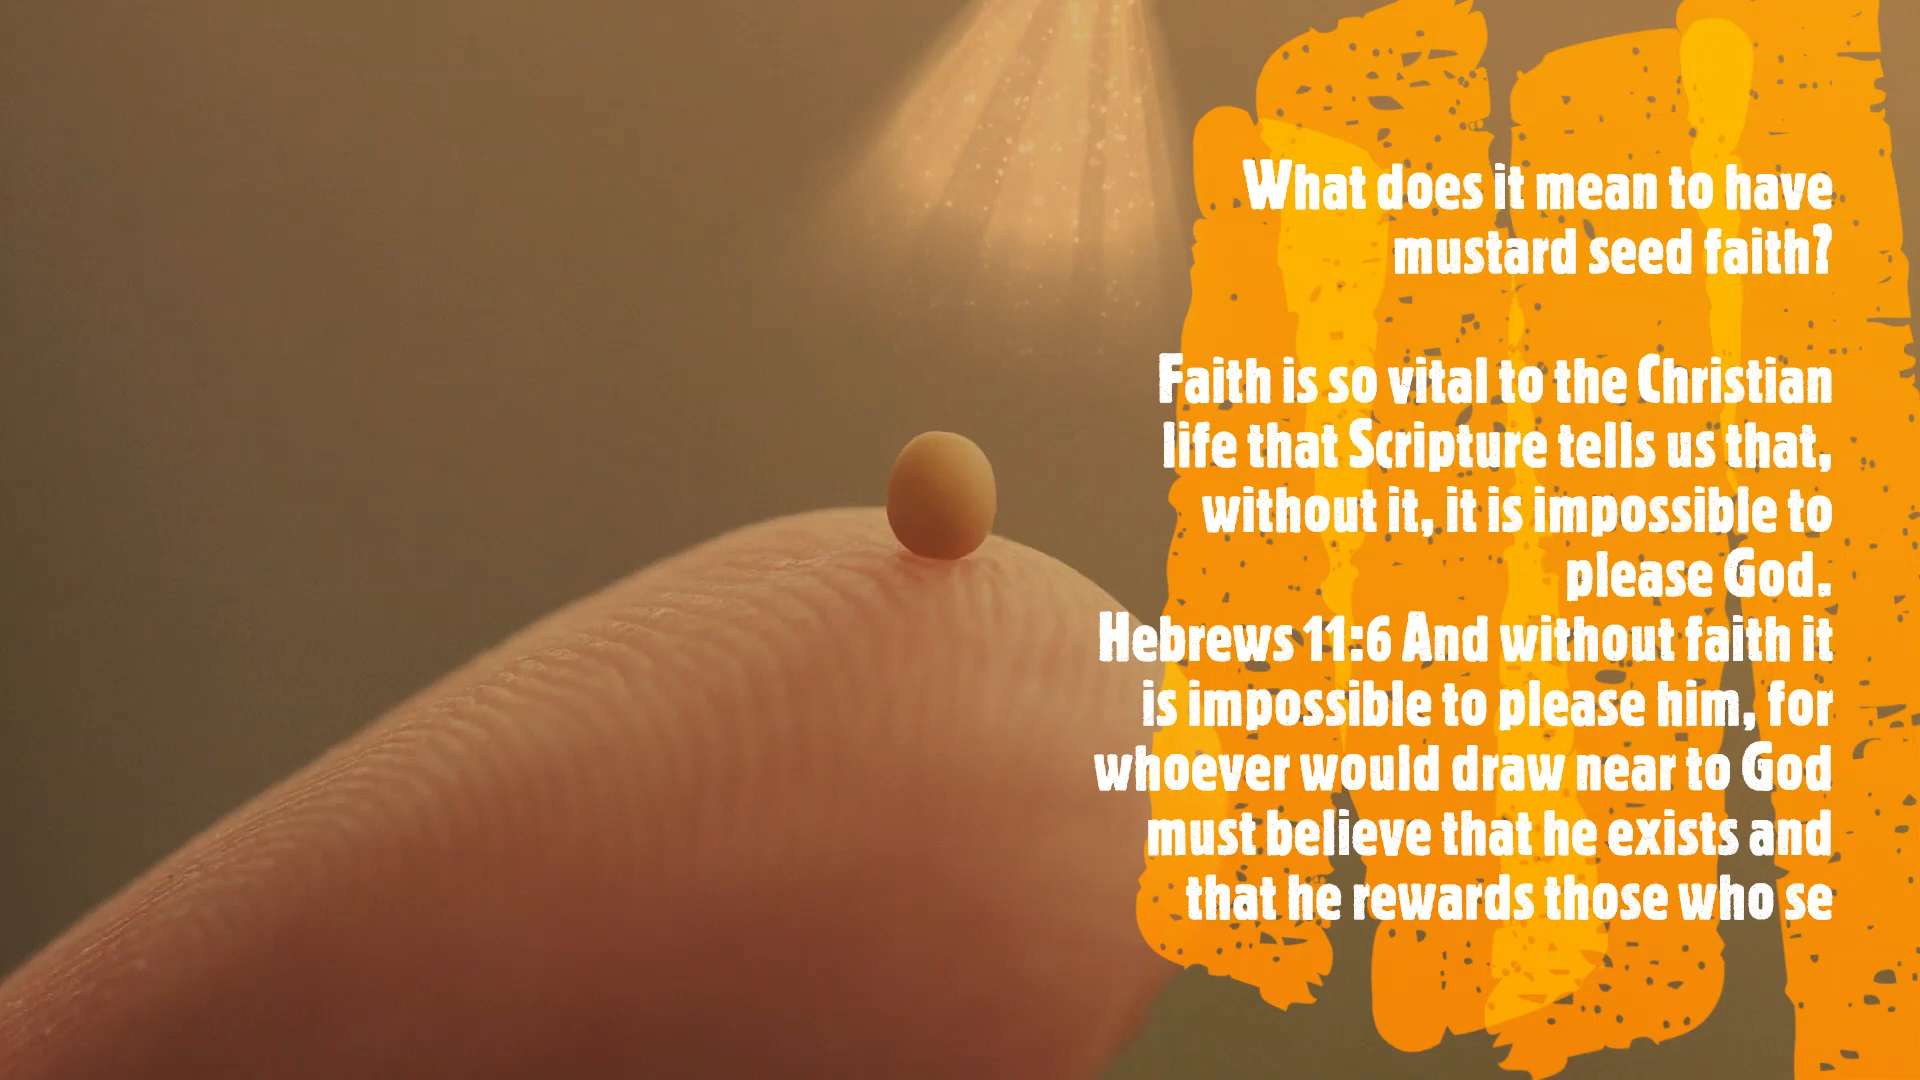 What does it mean to have
mustard seed faith?
Faith is so vital to the Christian
life that Scripture tells us that,
without it, it is impossible to
please God.
Hebrews 11:6 And without faith it
is impossible to please him, for
whoever would draw near to God
must believe that he exists and
that he rewards those who se